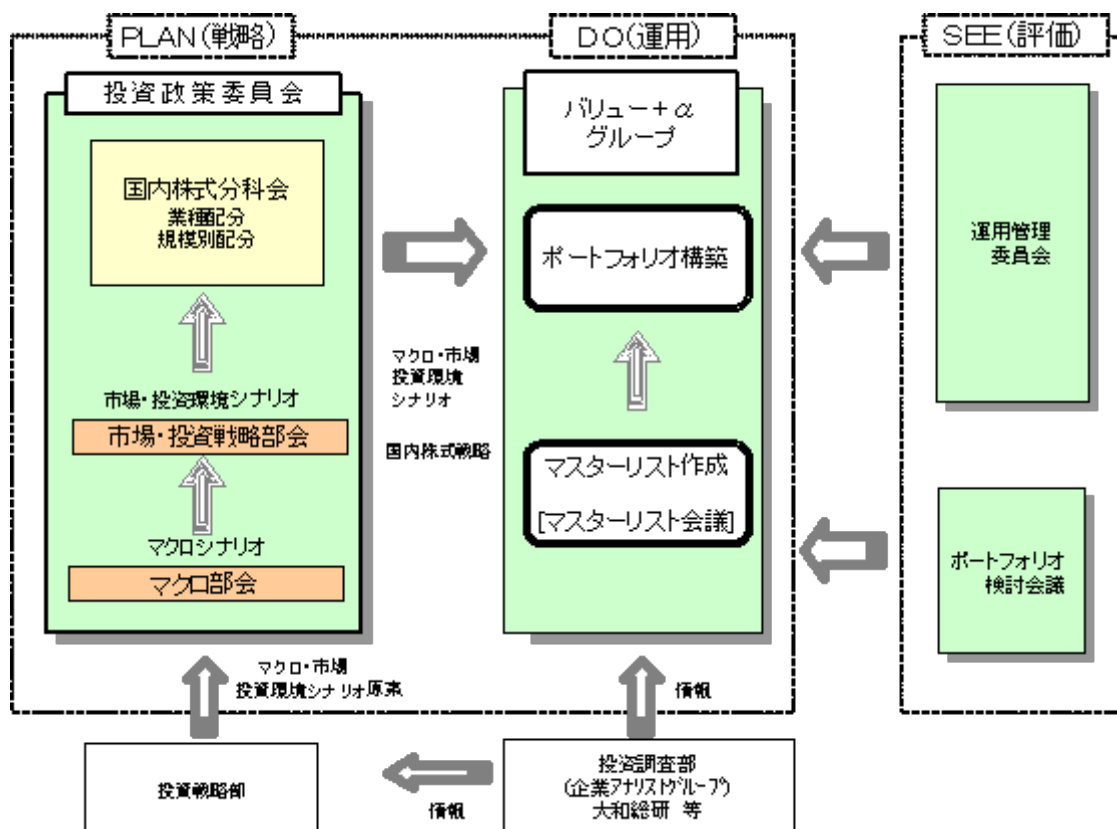 PLAN(戦略)
投資政策委員会
国内株式分科会
業種配分
規模別配分
市場・投資環境シナリオ
市場・投資戦略部会
マクロシナリオ
マクロ部会
マクロ・市場
投資環境シナリオ原素
投資戦略部
マクロ・市場
投資環境
シナリオ
国内株式戦略
DO(運用)
バリュー+α
グループ
ポートフォリオ構築
マスターリスト作成
[マスターリスト会議]
情報
投資調査部
(企業アナリストグループ)
大和総研 等
情報
SEE(評価)
運用管理
委員会
ポートフォリオ
検討会議